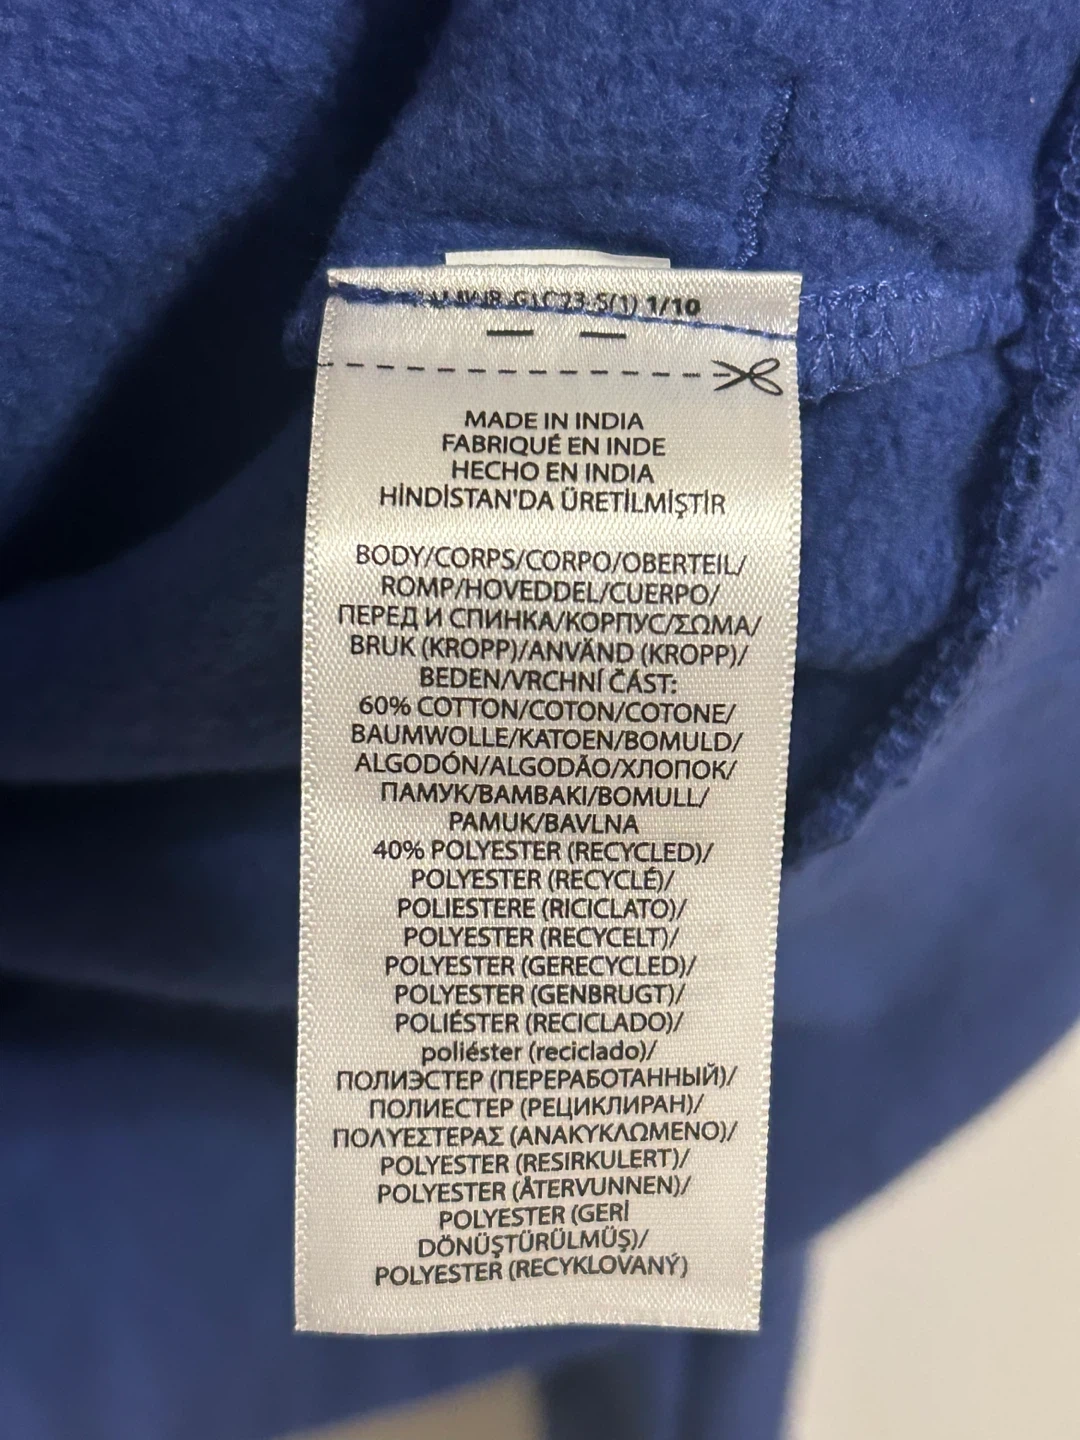 1/10
MADE IN INDIA
FABRIQUÉ EN INDE
HECHO EN INDIA
HİNDİSTAN'DA ÜRETİLMİŞTİR
BODY/CORPS/CORPO/OBERTEIL/
ROMP/HOVEDDEL/CUERPO/
ПЕРЕД И СПИНКА/КОРПУС/ΣΩΜΑ/
BRUK (KROPP)/ANVÄND (KROPP)/
BEDEN/VRCHNÍ ČÁST:
60% COTTON/COTON/COTONE/
BAUMWOLLE/KATOEN/BOMULD/
ALGODÓN/ALGODÃO/ХЛОПОК/
ПАМУК/ΒΑΜΒΑΚΙ/BOMULL/
PAMUK/BAVLNA
40% POLYESTER (RECYCLED)/
POLYESTER (RECYCLÉ)/
POLIESTERE (RICICLATO)/
POLYESTER (RECYCELT)/
POLYESTER (GERECYCLED)/
POLYESTER (GENBRUGT)/
POLIÉSTER (RECICLADO)/
poliéster (reciclado)/
ПОЛИЭСТЕР (ПЕРЕРАБОТАННЫЙ)/
ПОЛИЕСТЕР (РЕЦИКЛИРАН)/
ΠΟΛΥΕΣΤΕΡΑΣ (ΑΝΑΚΥΚΛΩΜΕΝΟ)/
POLYESTER (RESIRKULERT)/
POLYESTER (ÅTERVUNNEN)/
POLYESTER (GERİ
DÖNÜŞTÜRÜLMÜŞ)/
POLYESTER (RECYKLOVANÝ)